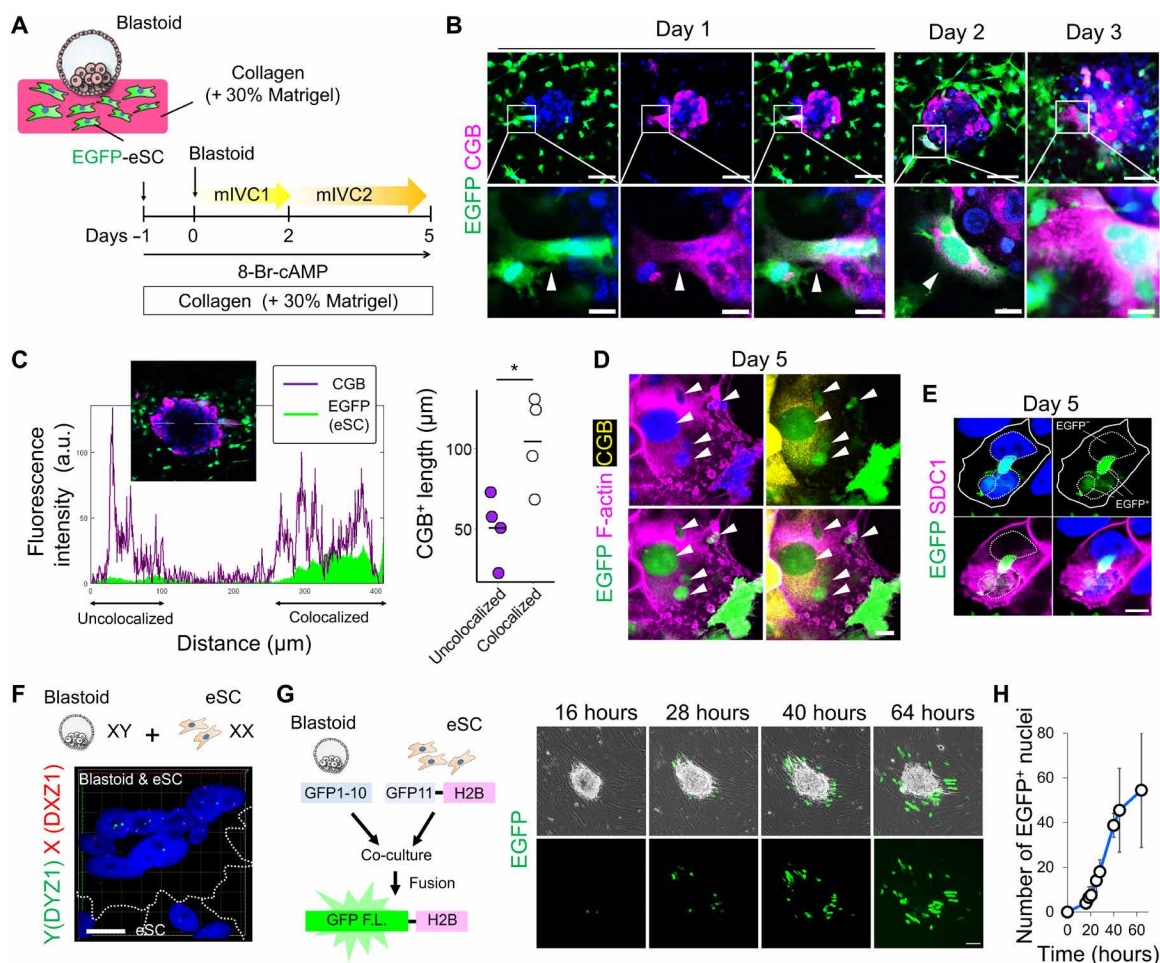 A
Blastoid
Collagen
(+ 30% Matrigel)
EGFP-eSC
Blastoid
mIVC1
mIVC2
Days –1
0
2
5
8-Br-cAMP
Collagen (+ 30% Matrigel)
B
Day 1
Day 2
Day 3
EGFP CGB
C
CGB
EGFP
(eSC)
Fluorescence
intensity (a.u.)
0
100
200
300
400
Uncolocalized
Colocalized
Distance (µm)
*
CGB⁺ length (µm)
100
50
Uncolocalized
Colocalized
D
Day 5
EGFP F-actin CGB
E
Day 5
EGFP SDC1
EGFP⁻
EGFP⁺
F
Blastoid
eSC
XY + XX
Y(DYZ1) X (DXZ1)
Blastoid & eSC
eSC
G
Blastoid
eSC
GFP1-10
GFP11
H2B
Co-culture
Fusion
GFP F.L.
H2B
EGFP
16 hours
28 hours
40 hours
64 hours
H
Number of EGFP⁺ nuclei
80
60
40
20
0
0
20
40
60
Time (hours)